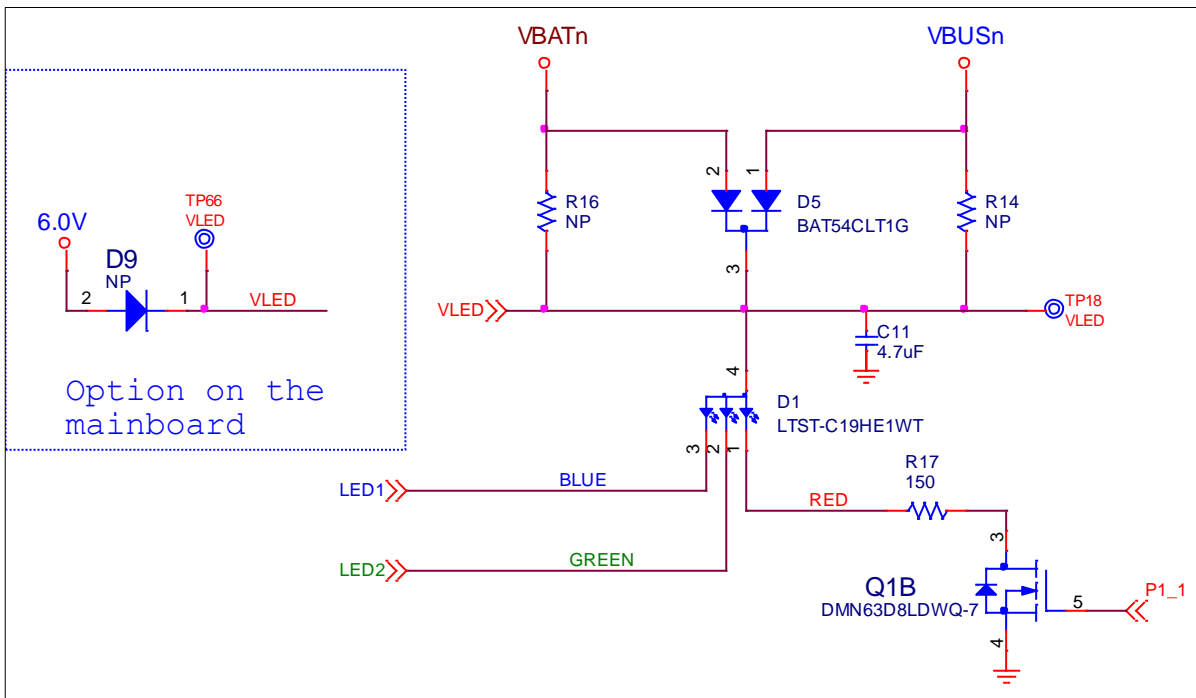 VBATn
VBUSn
TP66
VLED
6.0V
D9
NP
2
1
VLED
Option on the
mainboard
R16
NP
2
1
D5
BAT54CLT1G
R14
NP
3
VLED
TP18
VLED
C11
4.7uF
4
D1
LTST-C19HE1WT
3
2
1
LED1
BLUE
RED
R17
150
LED2
GREEN
3
Q1B
DMN63D8LDWQ-7
5
P1_1
4